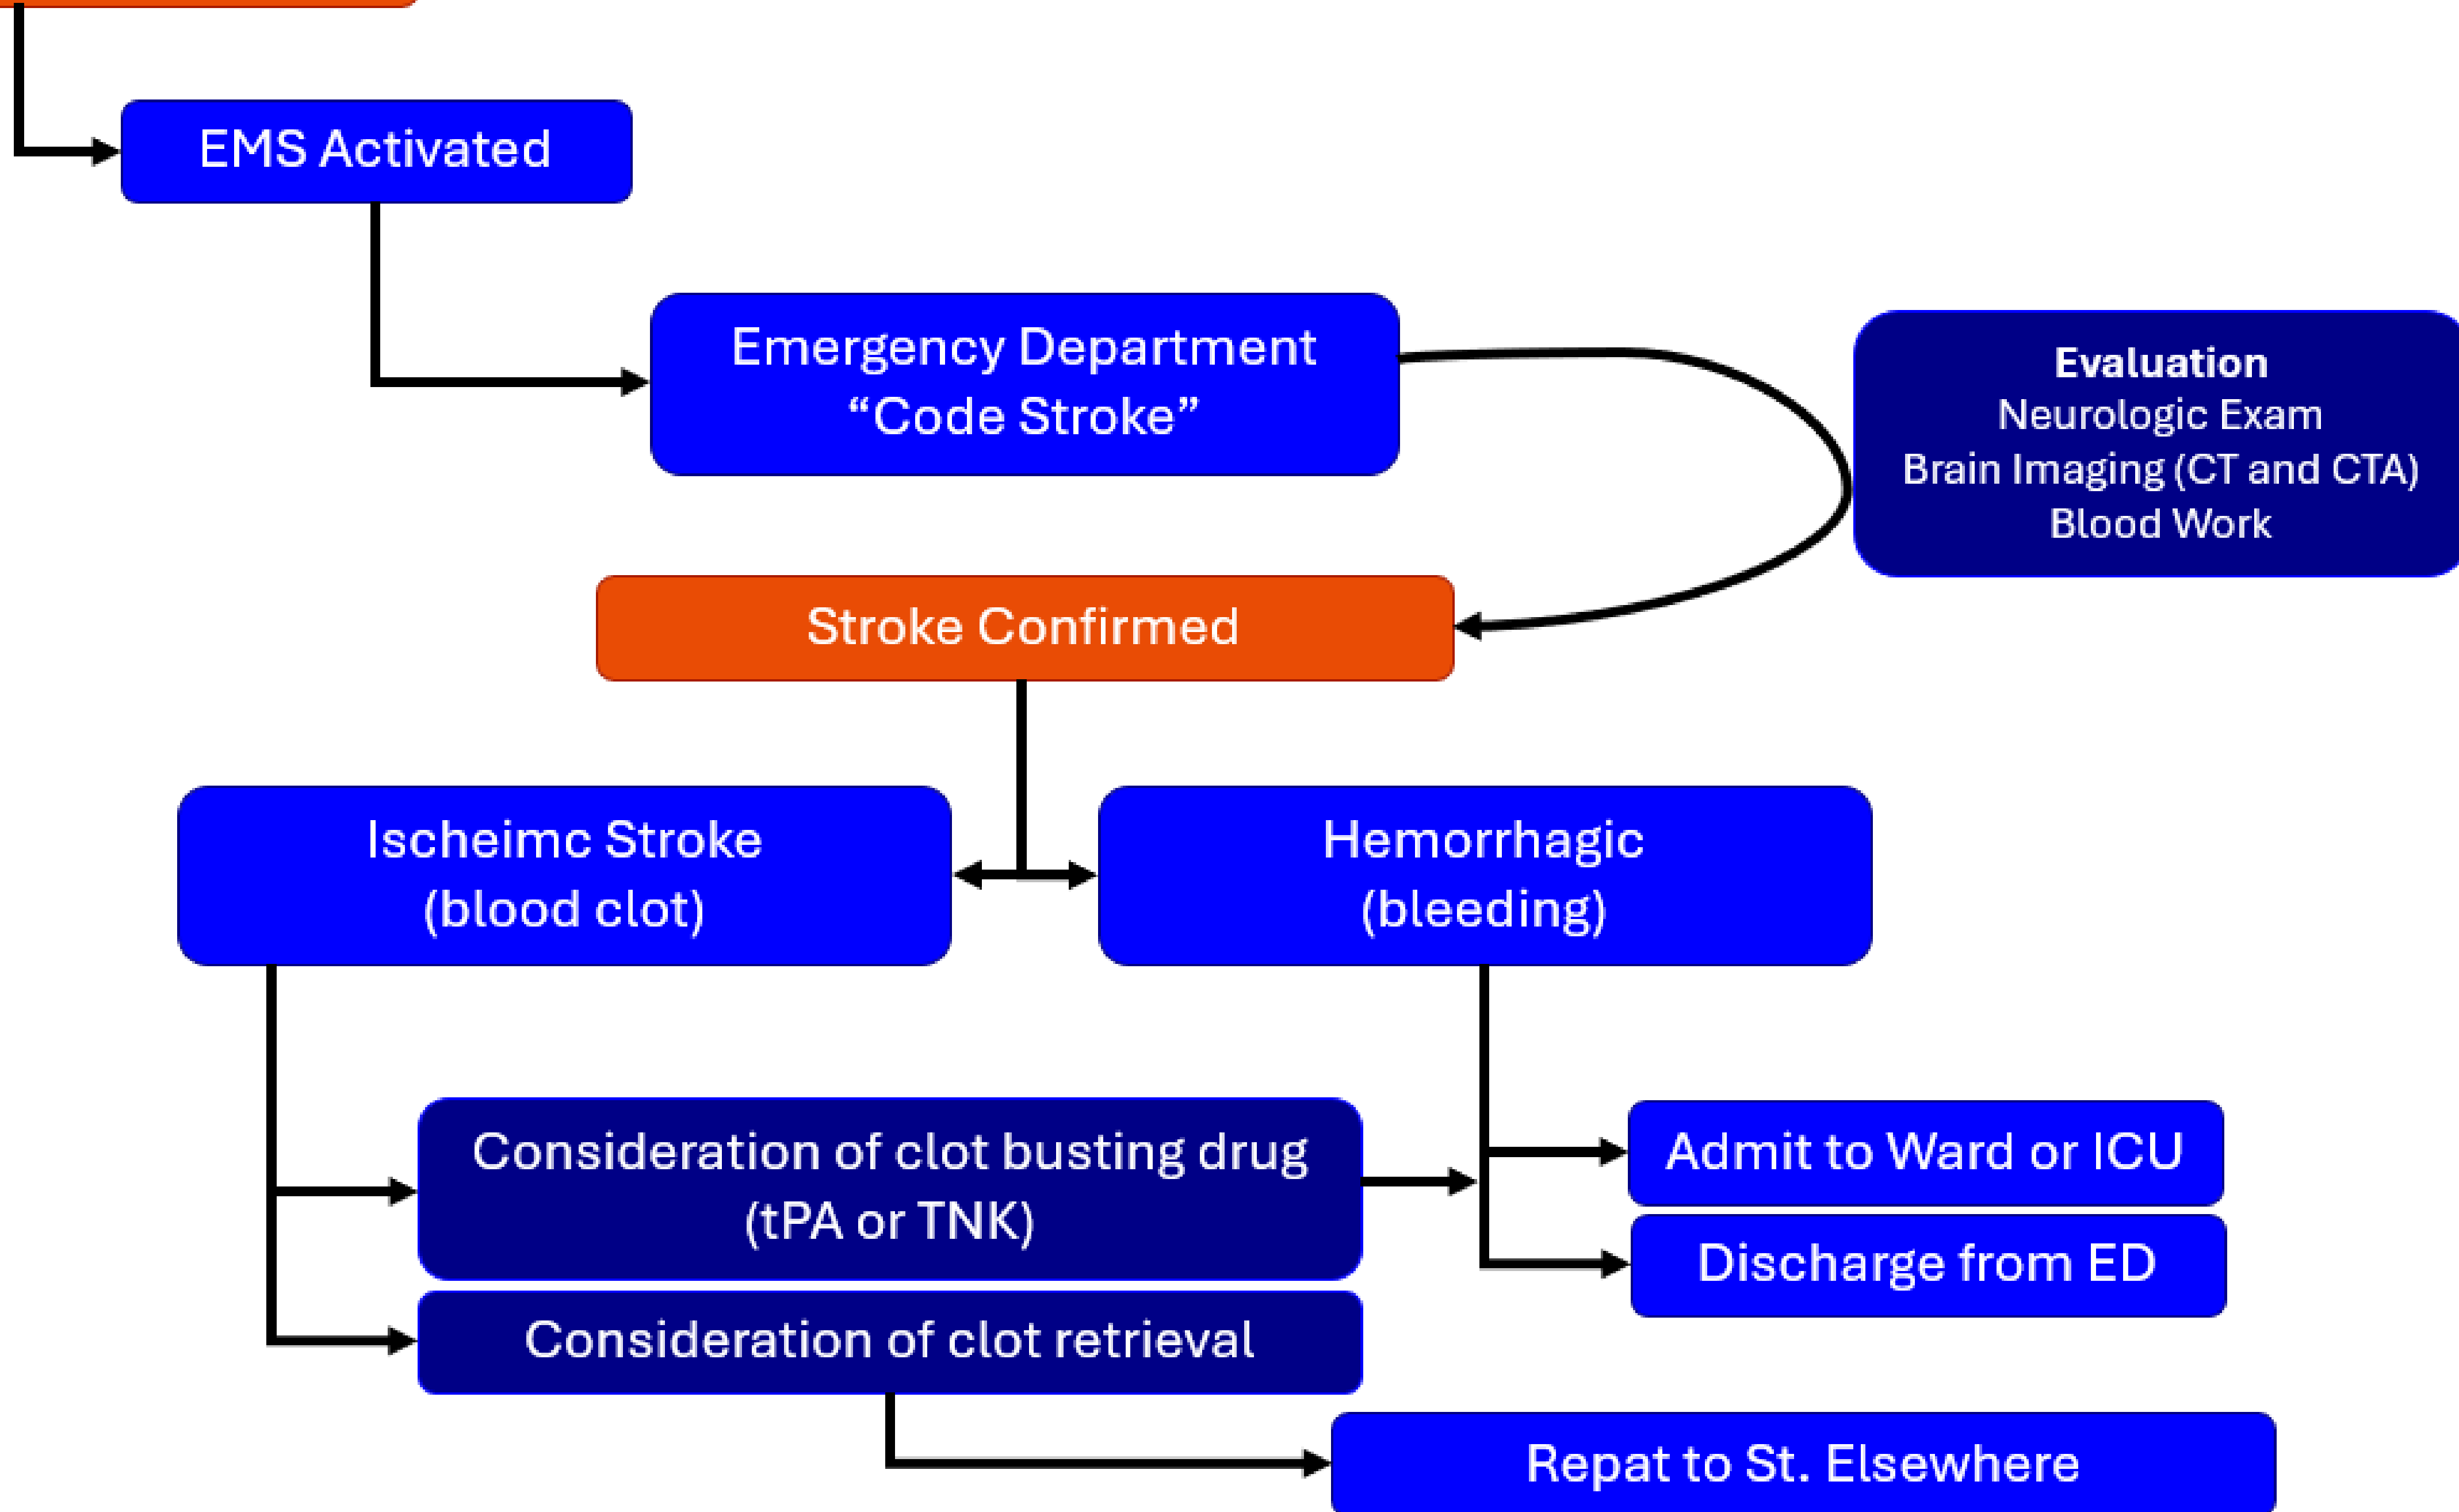 EMS Activated
Emergency Department
“Code Stroke”
Evaluation
Neurologic Exam
Brain Imaging (CT and CTA)
Blood Work
Stroke Confirmed
Ischeimc Stroke
(blood clot)
Hemorrhagic
(bleeding)
Consideration of clot busting drug
(tPA or TNK)
Admit to Ward or ICU
Discharge from ED
Consideration of clot retrieval
Repat to St. Elsewhere